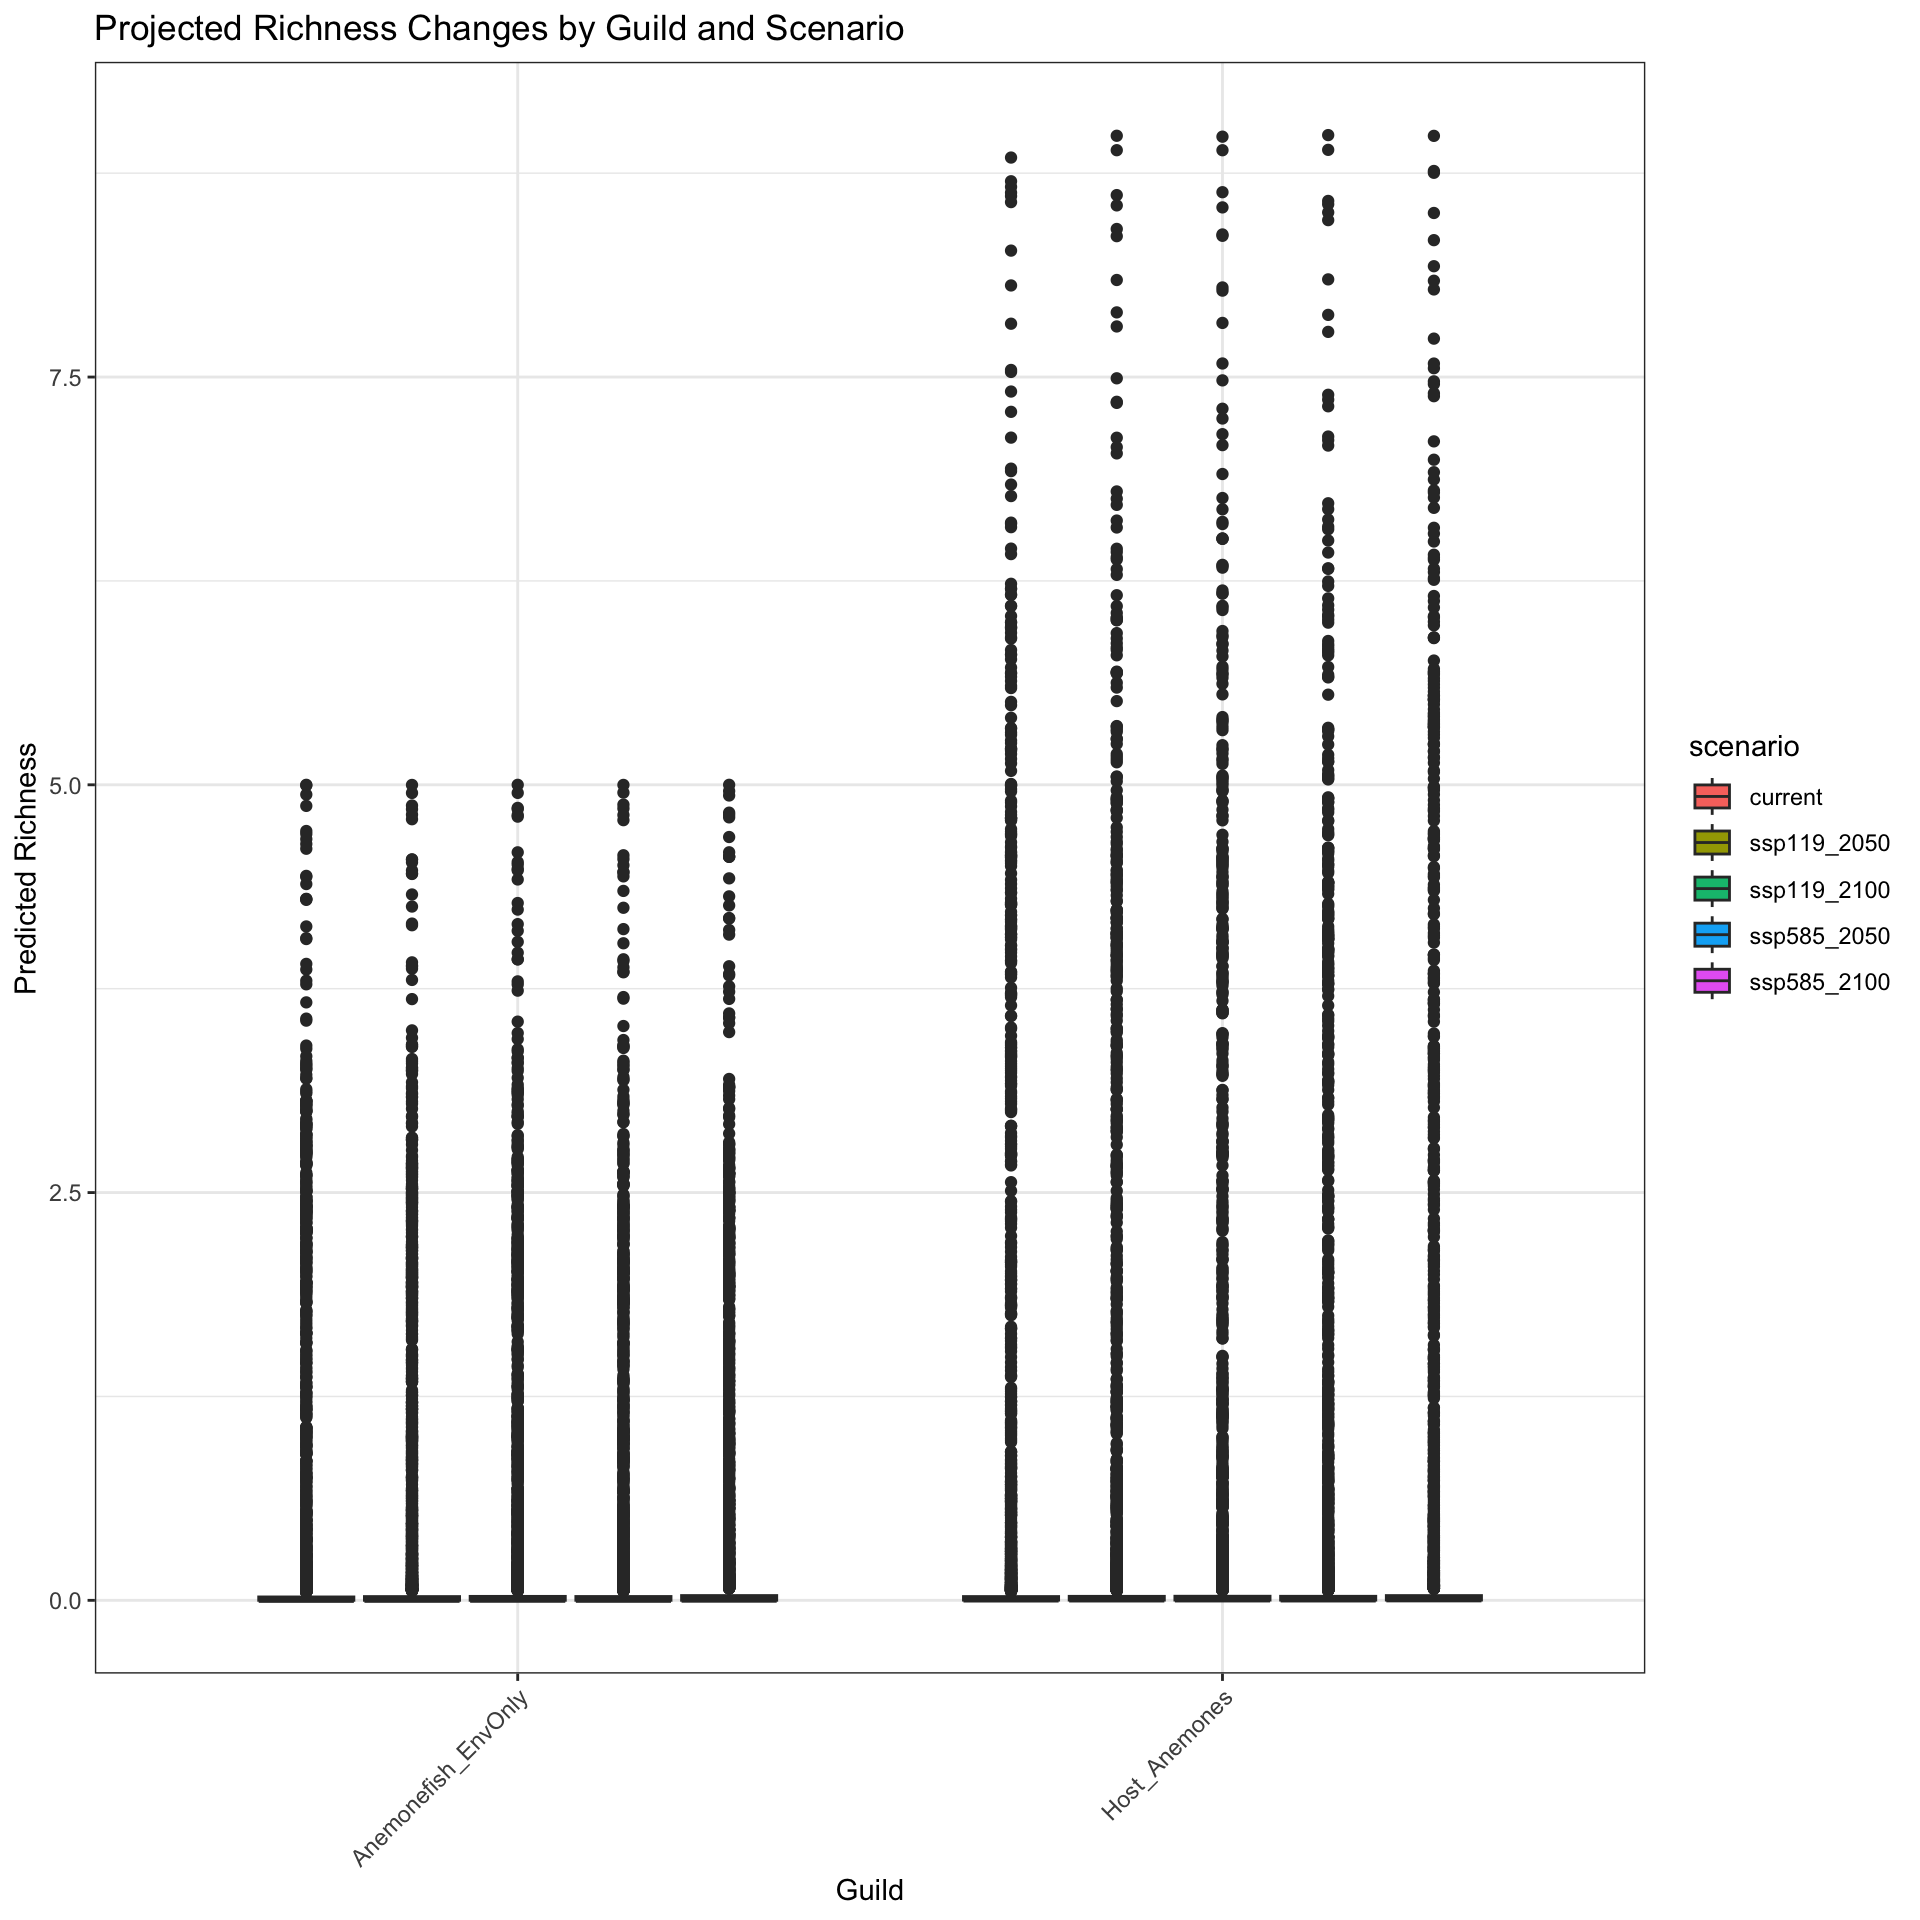 Projected Richness Changes by Guild and Scenario
Predicted Richness
7.5
5.0
2.5
0.0
Anemonefish_EnvOnly
Host_Anemones
Guild
scenario
current
ssp119_2050
ssp119_2100
ssp585_2050
ssp585_2100